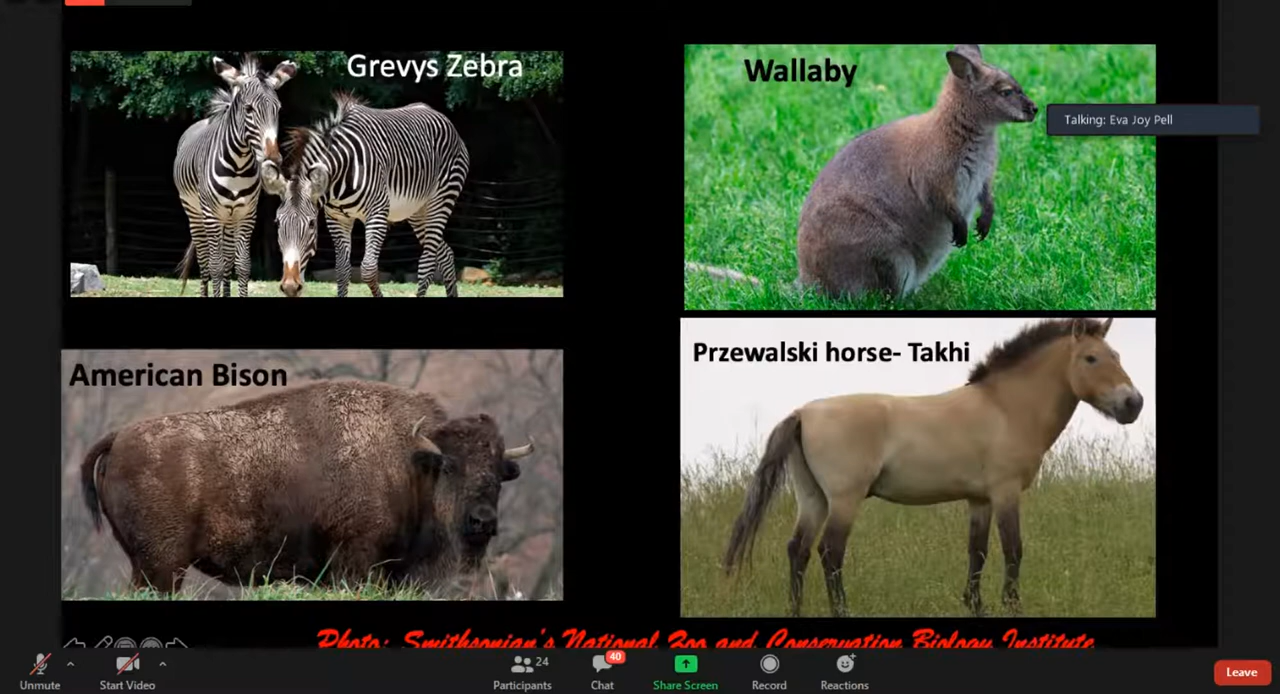 Grevys Zebra
Wallaby
Talking: Eva Joy Pell
American Bison
Przewalski horse- Takhi
Photo: Smithsonian's National Zoo and Conservation Biology Institute
Unmute
Start Video
Participants
24
Chat
40
Share Screen
Record
Reactions
Leave